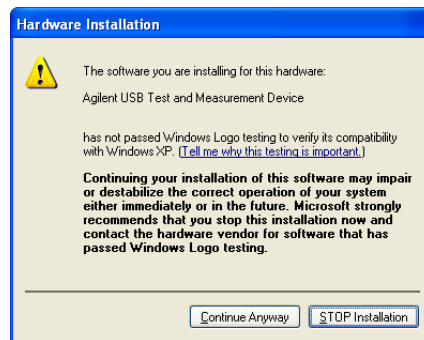 Hardware Installation
The software you are installing for this hardware:
Agilent USB Test and Measurement Device
has not passed Windows Logo testing to verify its compatibility
with Windows XP. (Tell me why this testing is important.)
Continuing your installation of this software may impair
or destabilize the correct operation of your system
either immediately or in the future. Microsoft strongly
recommends that you stop this installation now and
contact the hardware vendor for software that has
passed Windows Logo testing.
Continue Anyway
STOP Installation